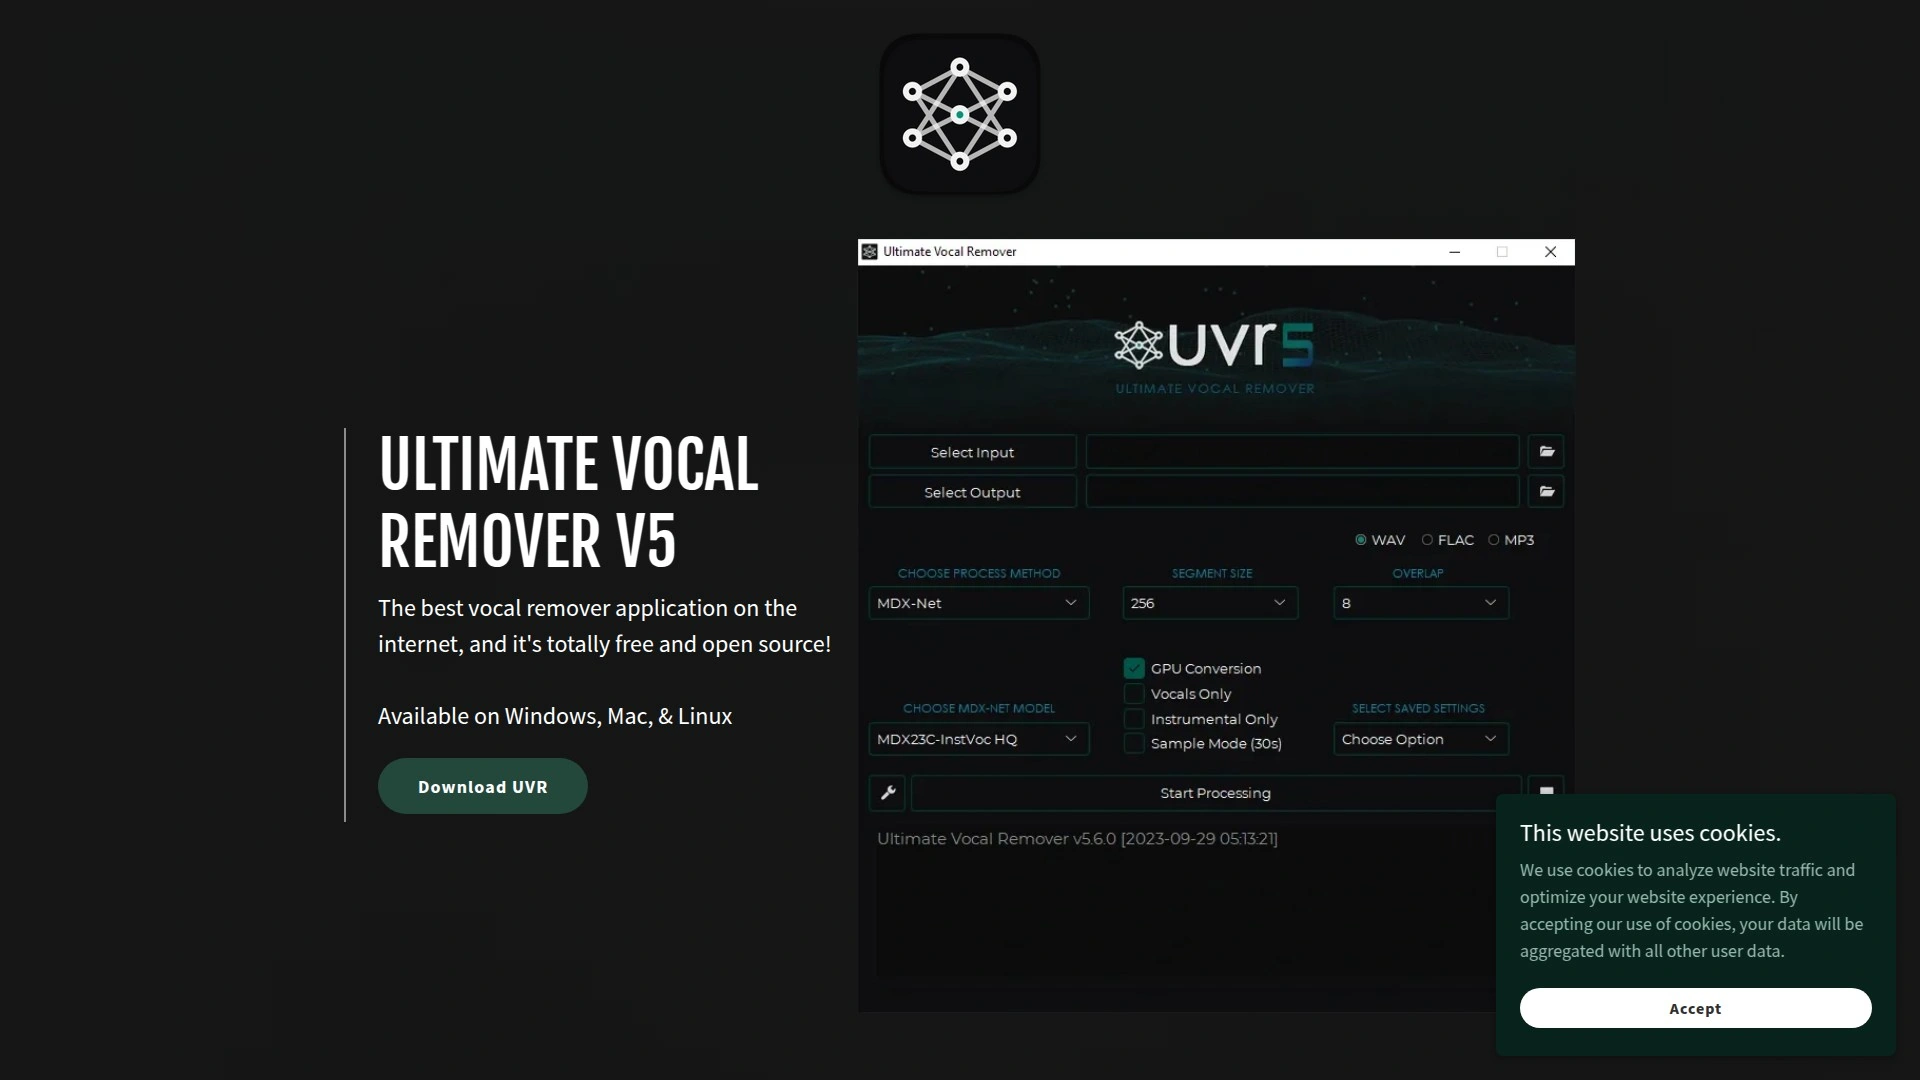 Ultimate Vocal Remover
uvr5
ULTIMATE VOCAL REMOVER
ULTIMATE VOCAL
REMOVER V5
The best vocal remover application on the
internet, and it's totally free and open source!
Available on Windows, Mac, & Linux
Download UVR
Select Input
Select Output
WAV FLAC MP3
CHOOSE PROCESS METHOD SEGMENT SIZE OVERLAP
MDX-Net 256 8
GPU Conversion
Vocals Only
CHOOSE MDX-NET MODEL Instrumental Only SELECT SAVED SETTINGS
MDX23C-InstVoc HQ Sample Mode (30s) Choose Option
Start Processing
Ultimate Vocal Remover v5.6.0 [2023-09-29 05:13:21]
This website uses cookies.
We use cookies to analyze website traffic and
optimize your website experience. By
accepting our use of cookies, your data will be
aggregated with all other user data.
Accept